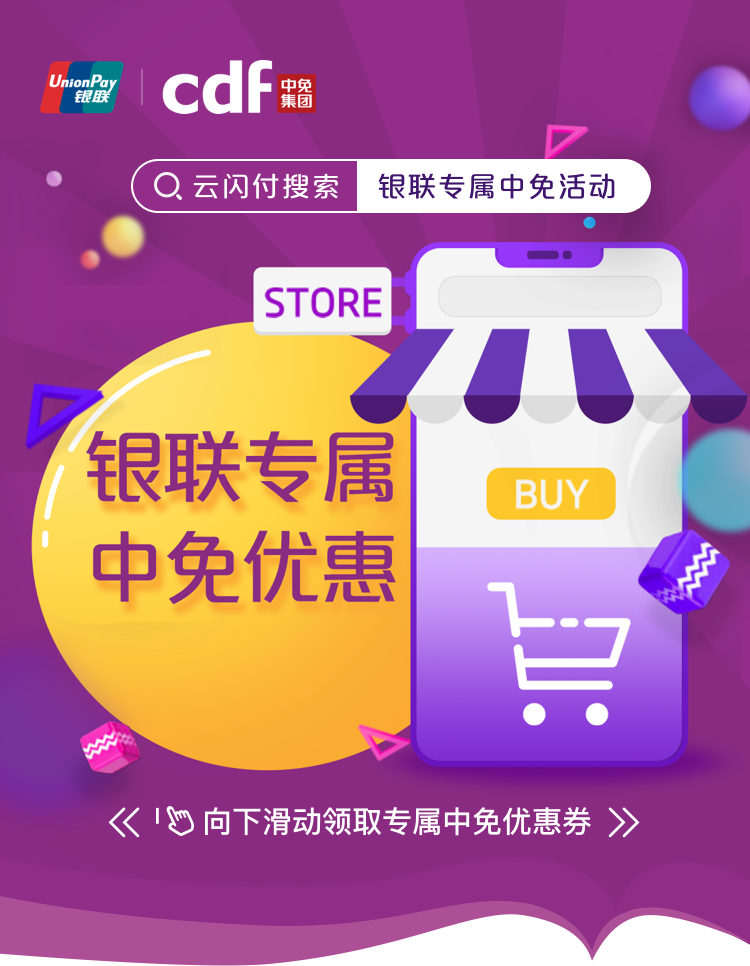 UnionPay
银联
cdf
中免
集团
云闪付搜索
银联专属中免活动
STORE
银联专属
中免优惠
BUY
向下滑动领取专属中免优惠券